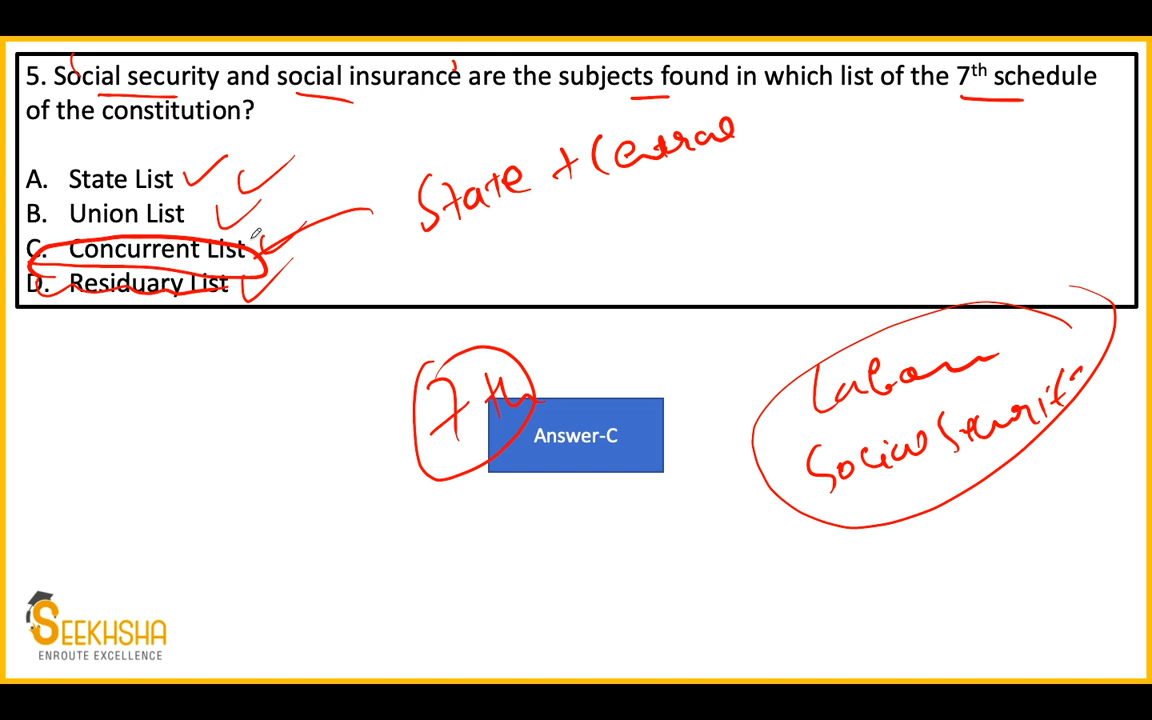 5. Social security and social insurance are the subjects found in which list of the 7th schedule
of the constitution?
A. State List
B. Union List
C. Concurrent List
D. Residuary List
State + Central
7th
Answer-C
Labour
Social Security
SEEKHSHA
ENROUTE EXCELLENCE